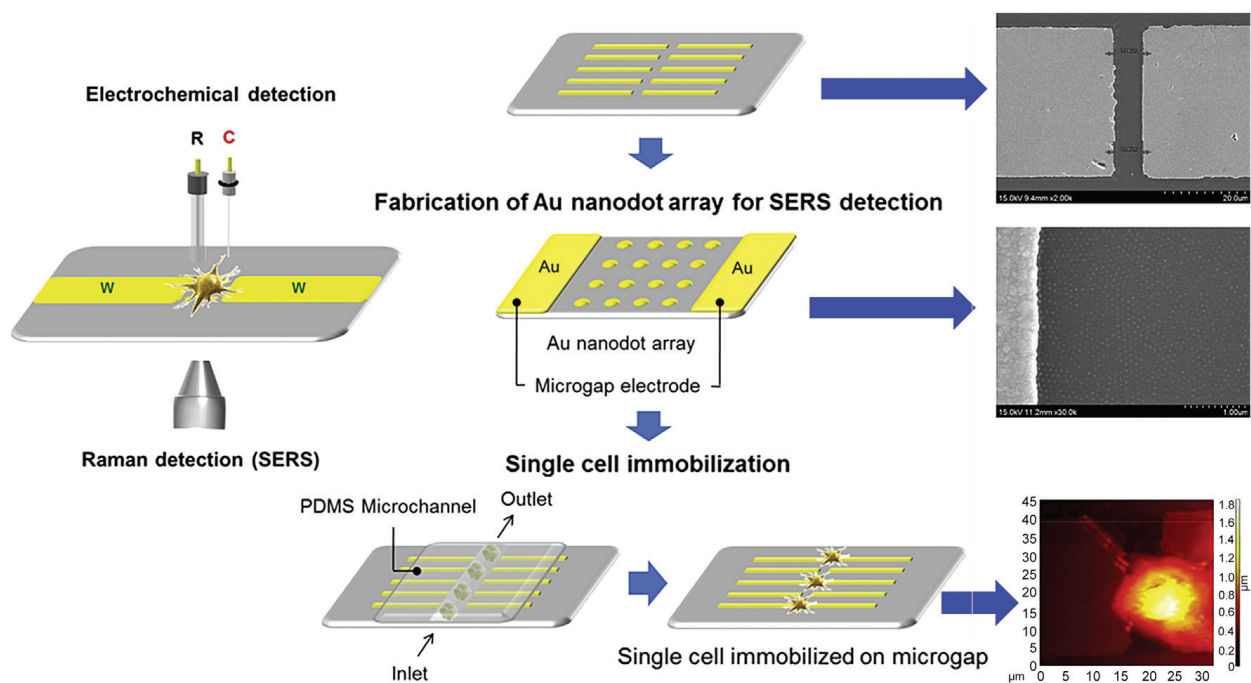 Electrochemical detection
R
C
W
W
Raman detection (SERS)
Fabrication of Au nanodot array for SERS detection
Au
Au
Au nanodot array
Microgap electrode
Single cell immobilization
PDMS Microchannel
Outlet
Inlet
Single cell immobilized on microgap
15.0kV 9.4mm x2.00k
20.0um
15.0kV 11.2mm x30.0k
1.00um
45
40
35
30
25
20
15
10
5
0
µm
0
5
10
15
20
25
30
1.8
1.6
1.4
1.2
1
0.8
0.6
0.4
0.2
0
µm